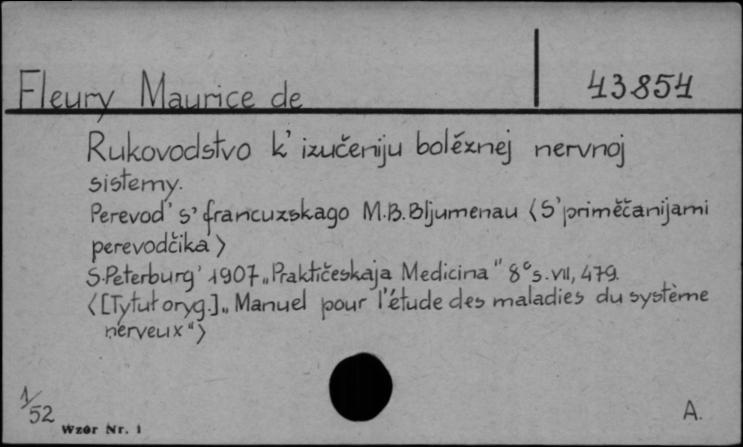 Fleury Maurice de
43854
Rukovodstvo k' izučeniju bolěznej nervnoj
sistemy.
Perevod' s' francuzskago M.B. Bljumenau (S' priměčanijami
perevodčika)
S-Peterburg' 1907 „Praktičeskaja Medicina" 8° s. VII, 479.
([Tytuł oryg.] „Manuel pour l'étude des maladies du système
nerveux")
1/52
Wzór Nr. 1
A.